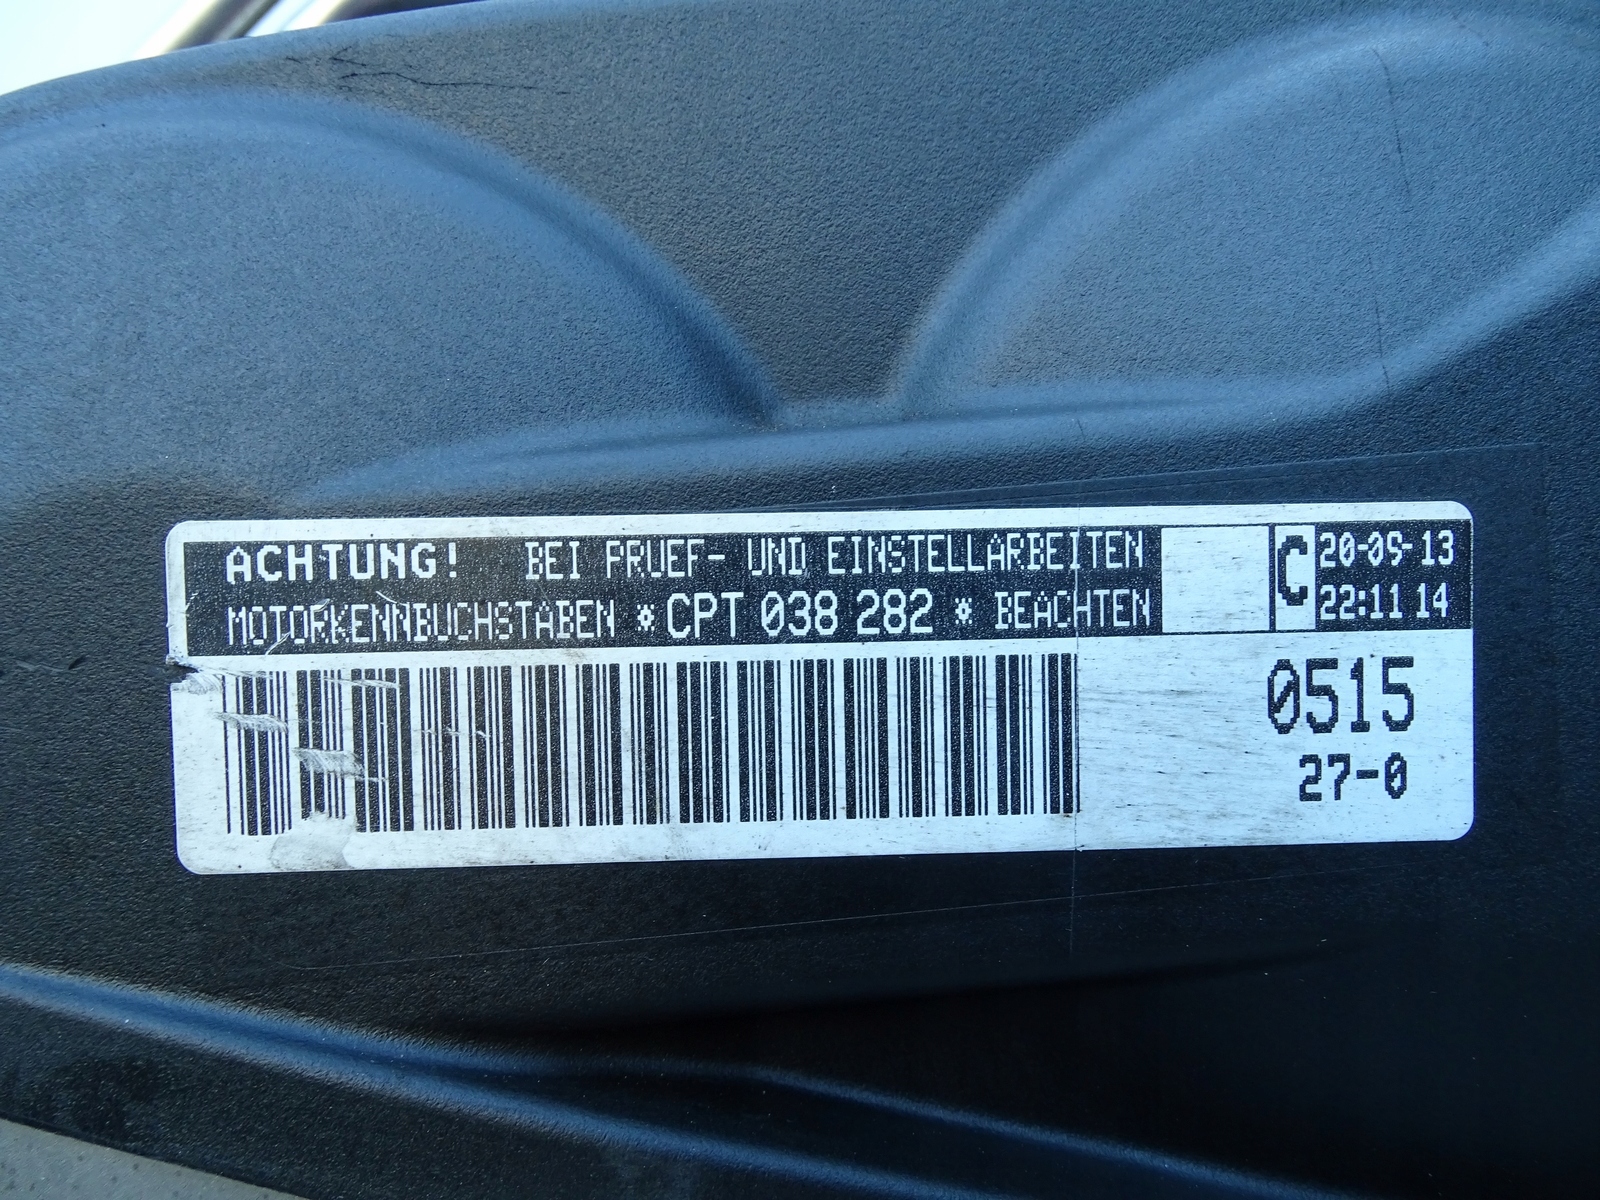 ACHTUNG! BEI PRUEF- UND EINSTELLARBEITEN
MOTORKENNBUCHSTABEN *CPT 038 282 * BEACHTEN
C
20-09-13
22:11 14
0515
27-0